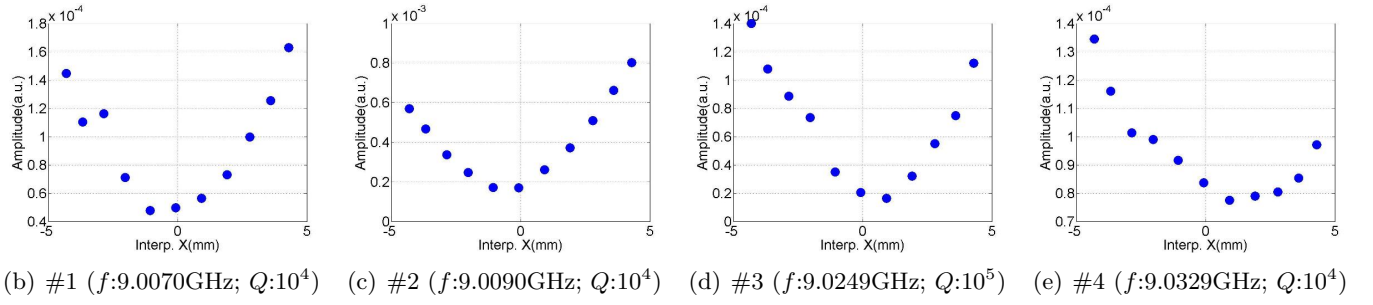 x 10^-4
1.8
1.6
1.4
1.2
1
0.8
0.6
0.4
-5 0 5
Amplitude(a.u.)
Interp. X(mm)
(b) #1 (f:9.0070GHz; Q:10^4)
1 x 10^-3
0.8
0.6
0.4
0.2
0
-5 0 5
Amplitude(a.u.)
Interp. X(mm)
(c) #2 (f:9.0090GHz; Q:10^4)
1.4 x 10^-4
1.2
1
0.8
0.6
0.4
0.2
0
-5 0 5
Amplitude(a.u.)
Interp. X(mm)
(d) #3 (f:9.0249GHz; Q:10^5)
1.4 x 10^-4
1.3
1.2
1.1
1
0.9
0.8
0.7
-5 0 5
Amplitude(a.u.)
Interp. X(mm)
(e) #4 (f:9.0329GHz; Q:10^4)